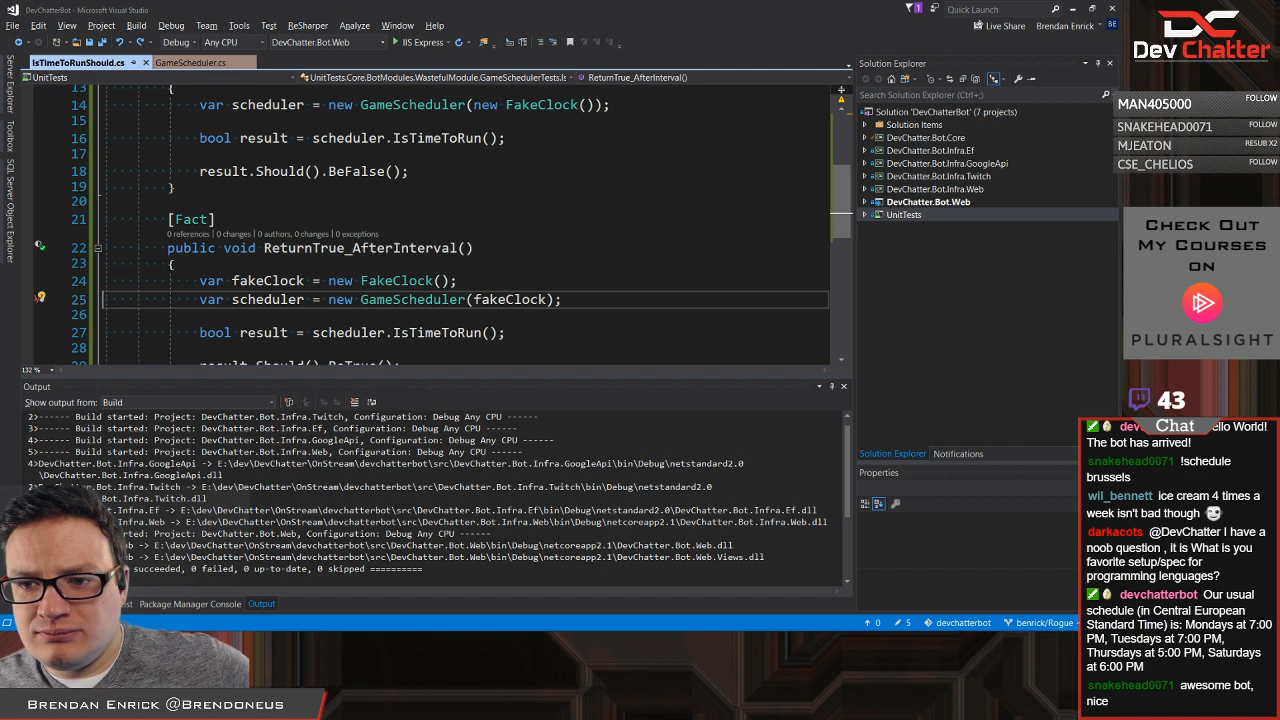 DevChatterBot - Microsoft Visual Studio
1
Quick Launch
File Edit View Project Build Debug Team Tools Test ReSharper Analyze Window Help
Live Share
Brendan Enrick
BE
Debug
Any CPU
DevChatter.Bot.Web
IIS Express
Server Explorer
Toolbox
SQL Server Object Explorer
IsTimeToRunShould.cs
GameScheduler.cs
UnitTests
UnitTests.Core.BotModules.WastefulModule.GameSchedulerTests.Is
ReturnTrue_AfterInterval()
13 {
14 var scheduler = new GameScheduler(new FakeClock());
15
16 bool result = scheduler.IsTimeToRun();
17
18 result.Should().BeFalse();
19 }
20
21 [Fact]
0 references | 0 changes | 0 authors, 0 changes | 0 exceptions
22 public void ReturnTrue_AfterInterval()
23 {
24 var fakeClock = new FakeClock();
25 var scheduler = new GameScheduler(fakeClock);
26
27 bool result = scheduler.IsTimeToRun();
28
29 result.Should().BeTrue();
132 %
Output
Show output from: Build
2>------ Build started: Project: DevChatter.Bot.Infra.Twitch, Configuration: Debug Any CPU ------
3>------ Build started: Project: DevChatter.Bot.Infra.Ef, Configuration: Debug Any CPU ------
4>------ Build started: Project: DevChatter.Bot.Infra.GoogleApi, Configuration: Debug Any CPU ------
5>------ Build started: Project: DevChatter.Bot.Infra.Web, Configuration: Debug Any CPU ------
4>DevChatter.Bot.Infra.GoogleApi -> E:\dev\DevChatter\OnStream\devchatterbot\src\DevChatter.Bot.Infra.GoogleApi\bin\Debug\netstandard2.0
\DevChatter.Bot.Infra.GoogleApi.dll
2>DevChatter.Bot.Infra.Twitch -> E:\dev\DevChatter\OnStream\devchatterbot\src\DevChatter.Bot.Infra.Twitch\bin\Debug\netstandard2.0
Bot.Infra.Twitch.dll
t.Infra.Ef -> E:\dev\DevChatter\OnStream\devchatterbot\src\DevChatter.Bot.Infra.Ef\bin\Debug\netstandard2.0\DevChatter.Bot.Infra.Ef.dll
nfra.Web -> E:\dev\DevChatter\OnStream\devchatterbot\src\DevChatter.Bot.Infra.Web\bin\Debug\netcoreapp2.1\DevChatter.Bot.Infra.Web.dll
rted: Project: DevChatter.Bot.Web, Configuration: Debug Any CPU ------
-> E:\dev\DevChatter\OnStream\devchatterbot\src\DevChatter.Bot.Web\bin\Debug\netcoreapp2.1\DevChatter.Bot.Web.dll
-> E:\dev\DevChatter\OnStream\devchatterbot\src\DevChatter.Bot.Web\bin\Debug\netcoreapp2.1\DevChatter.Bot.Web.Views.dll
succeeded, 0 failed, 0 up-to-date, 0 skipped ==========
Package Manager Console
Output
0
5
devchatterbot
benrick/Rogue
Solution Explorer
Search Solution Explorer (Ctrl+;)
Solution 'DevChatterBot' (7 projects)
Solution Items
DevChatter.Bot.Core
DevChatter.Bot.Infra.Ef
DevChatter.Bot.Infra.GoogleApi
DevChatter.Bot.Infra.Twitch
DevChatter.Bot.Infra.Web
DevChatter.Bot.Web
UnitTests
Solution Explorer
Notifications
Properties
Dev Chatter
MAN405000 FOLLOW
SNAKEHEAD0071 FOLLOW
MJEATON RESUB X2
CSE_CHELIOS FOLLOW
CHECK OUT
MY COURSES
ON
PLURALSIGHT
43
Chat
Hello World!
The bot has arrived!
snakehead0071 !schedule
brussels
wil_bennett ice cream 4 times a
week isn't bad though
darkacots @DevChatter I have a
noob question , it is What is you
favorite setup/spec for
programming lenguages?
devchatterbot Our usual
schedule (in Central European
Standard Time) is: Mondays at 7:00
PM, Tuesdays at 7:00 PM,
Thursdays at 5:00 PM, Saturdays
at 6:00 PM
snakehead0071 awesome bot,
nice
BRENDAN ENRICK @BRENDONEUS